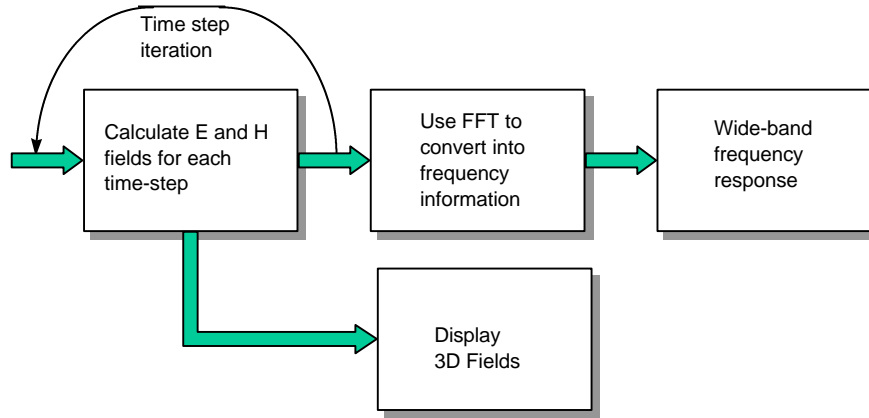 Time step
iteration
Calculate E and H
fields for each
time-step
Use FFT to
convert into
frequency
information
Wide-band
frequency
response
Display
3D Fields